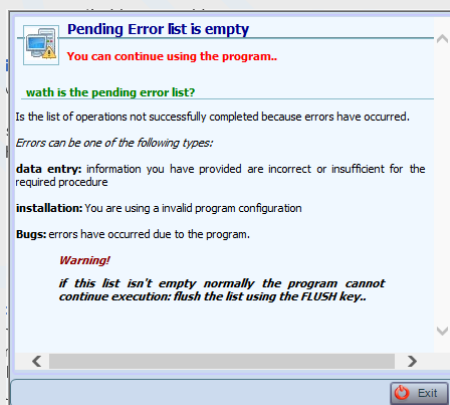 Pending Error list is empty
You can continue using the program..
wath is the pending error list?
Is the list of operations not successfully completed because errors have occurred.
Errors can be one of the following types:
data entry: information you have provided are incorrect or insufficient for the
required procedure
installation: You are using a invalid program configuration
Bugs: errors have occurred due to the program.
Warning!
if this list isn't empty normally the program cannot
continue execution: flush the list using the FLUSH key..
Exit